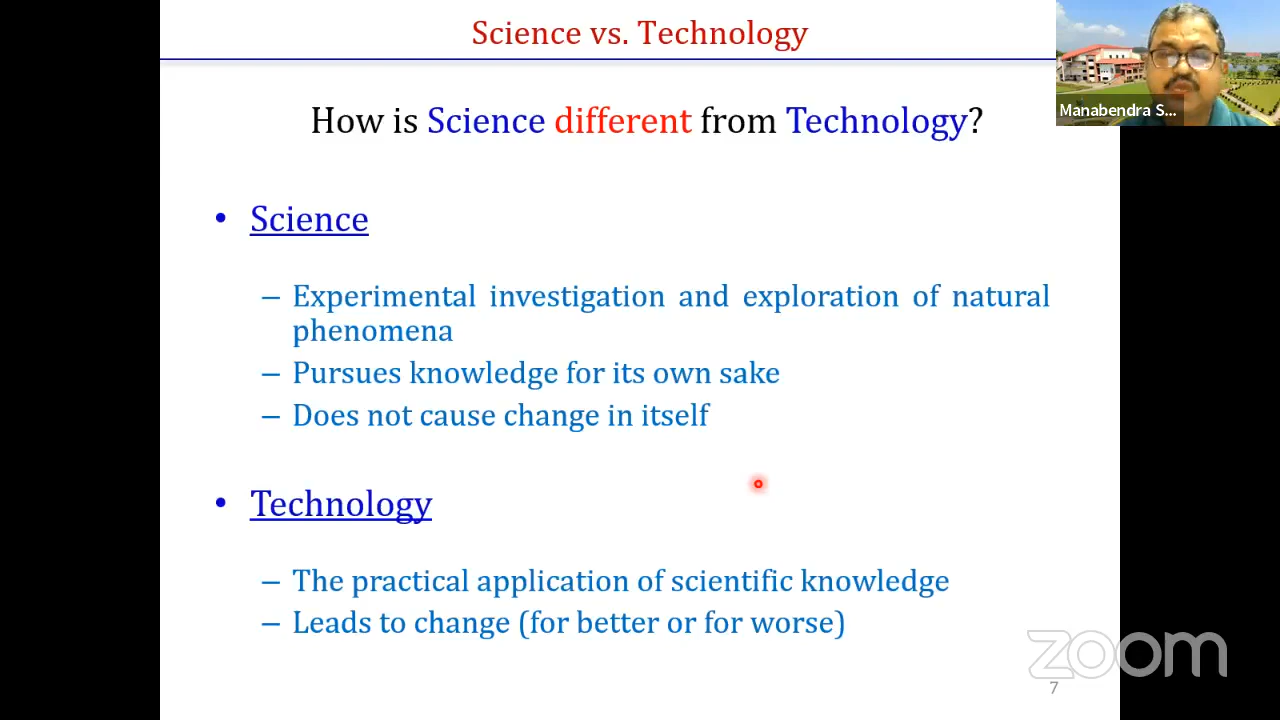 Science vs. Technology
Manabendra S...
How is Science different from Technology?
• Science
– Experimental investigation and exploration of natural
phenomena
– Pursues knowledge for its own sake
– Does not cause change in itself
• Technology
– The practical application of scientific knowledge
– Leads to change (for better or for worse)
zoom
7